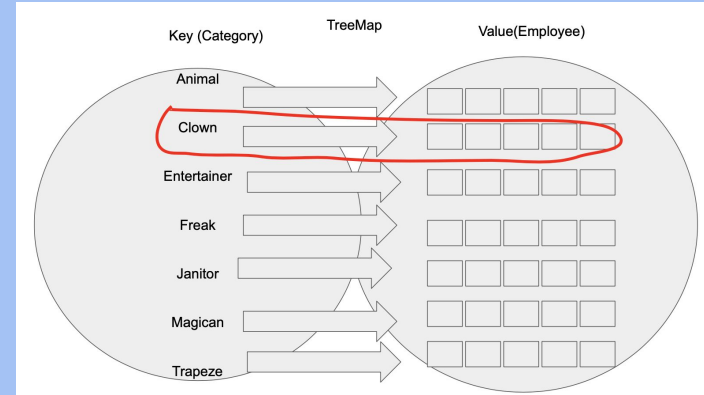 TreeMap
Key (Category)
Value(Employee)
Animal
Clown
Entertainer
Freak
Janitor
Magican
Trapeze